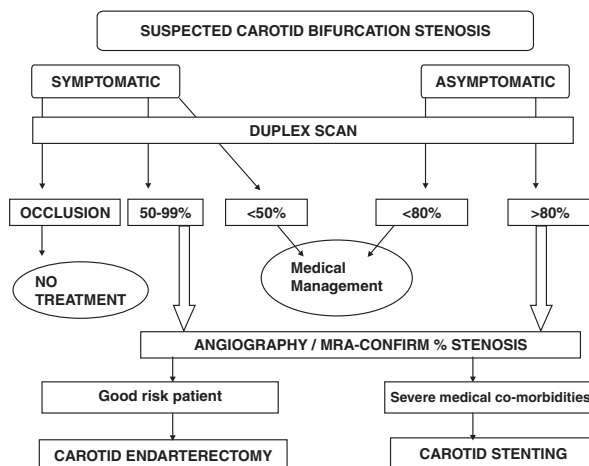 SUSPECTED CAROTID BIFURCATION STENOSIS
SYMPTOMATIC
ASYMPTOMATIC
DUPLEX SCAN
OCCLUSION
50-99%
<50%
<80%
>80%
NO
TREATMENT
Medical
Management
ANGIOGRAPHY / MRA-CONFIRM % STENOSIS
Good risk patient
Severe medical co-morbidities
CAROTID ENDARTERECTOMY
CAROTID STENTING